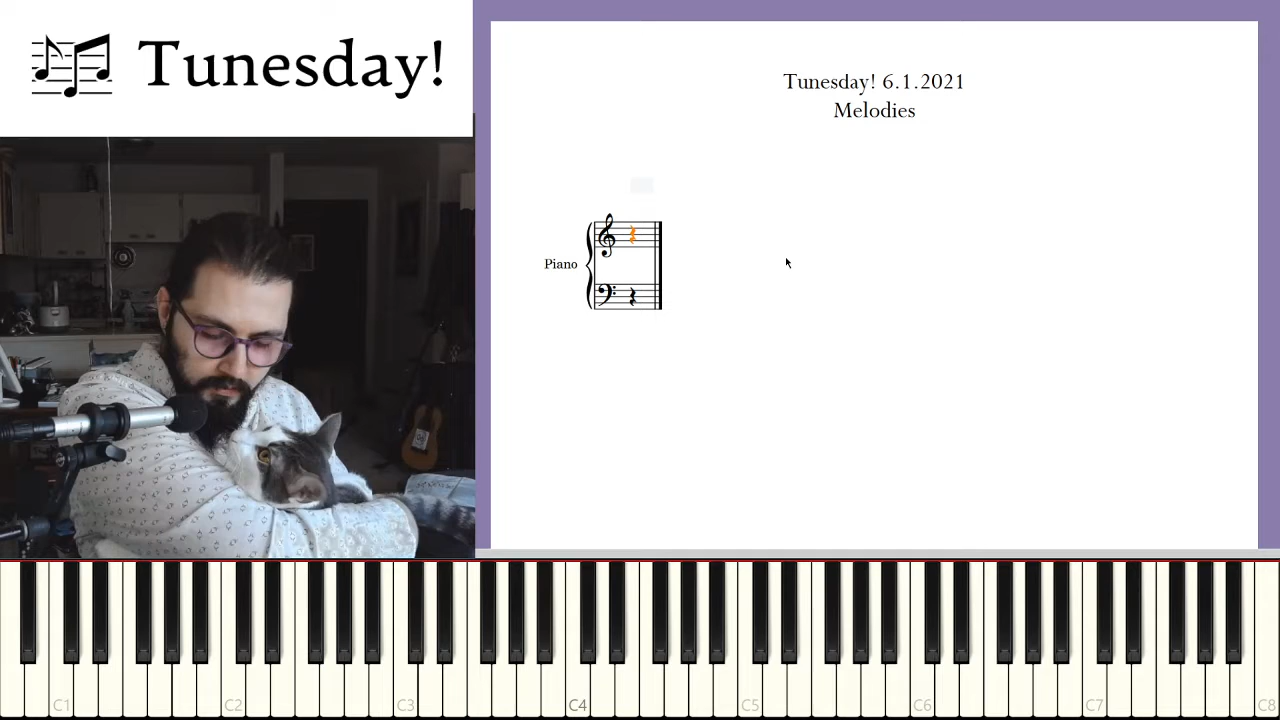 Tunesday!
Tunesday! 6.1.2021
Melodies
Piano
C1 C2 C3 C4 C5 C6 C7 C8